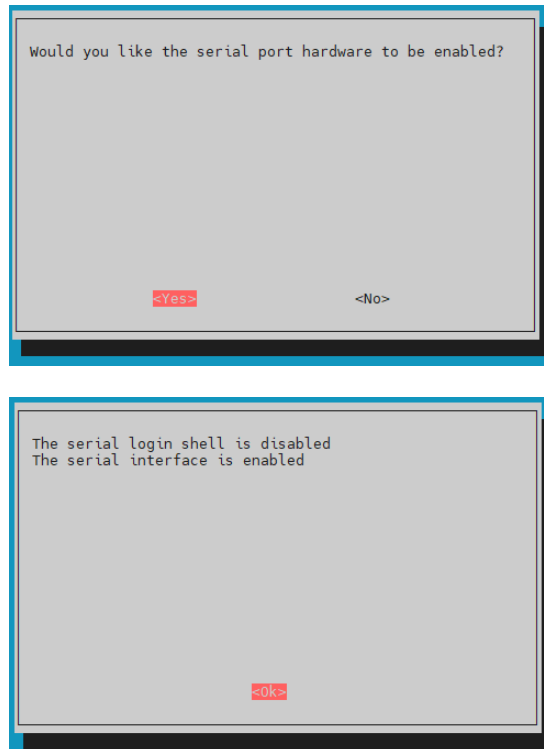 Would you like the serial port hardware to be enabled?
<Yes> <No>
The serial login shell is disabled
The serial interface is enabled
<Ok>